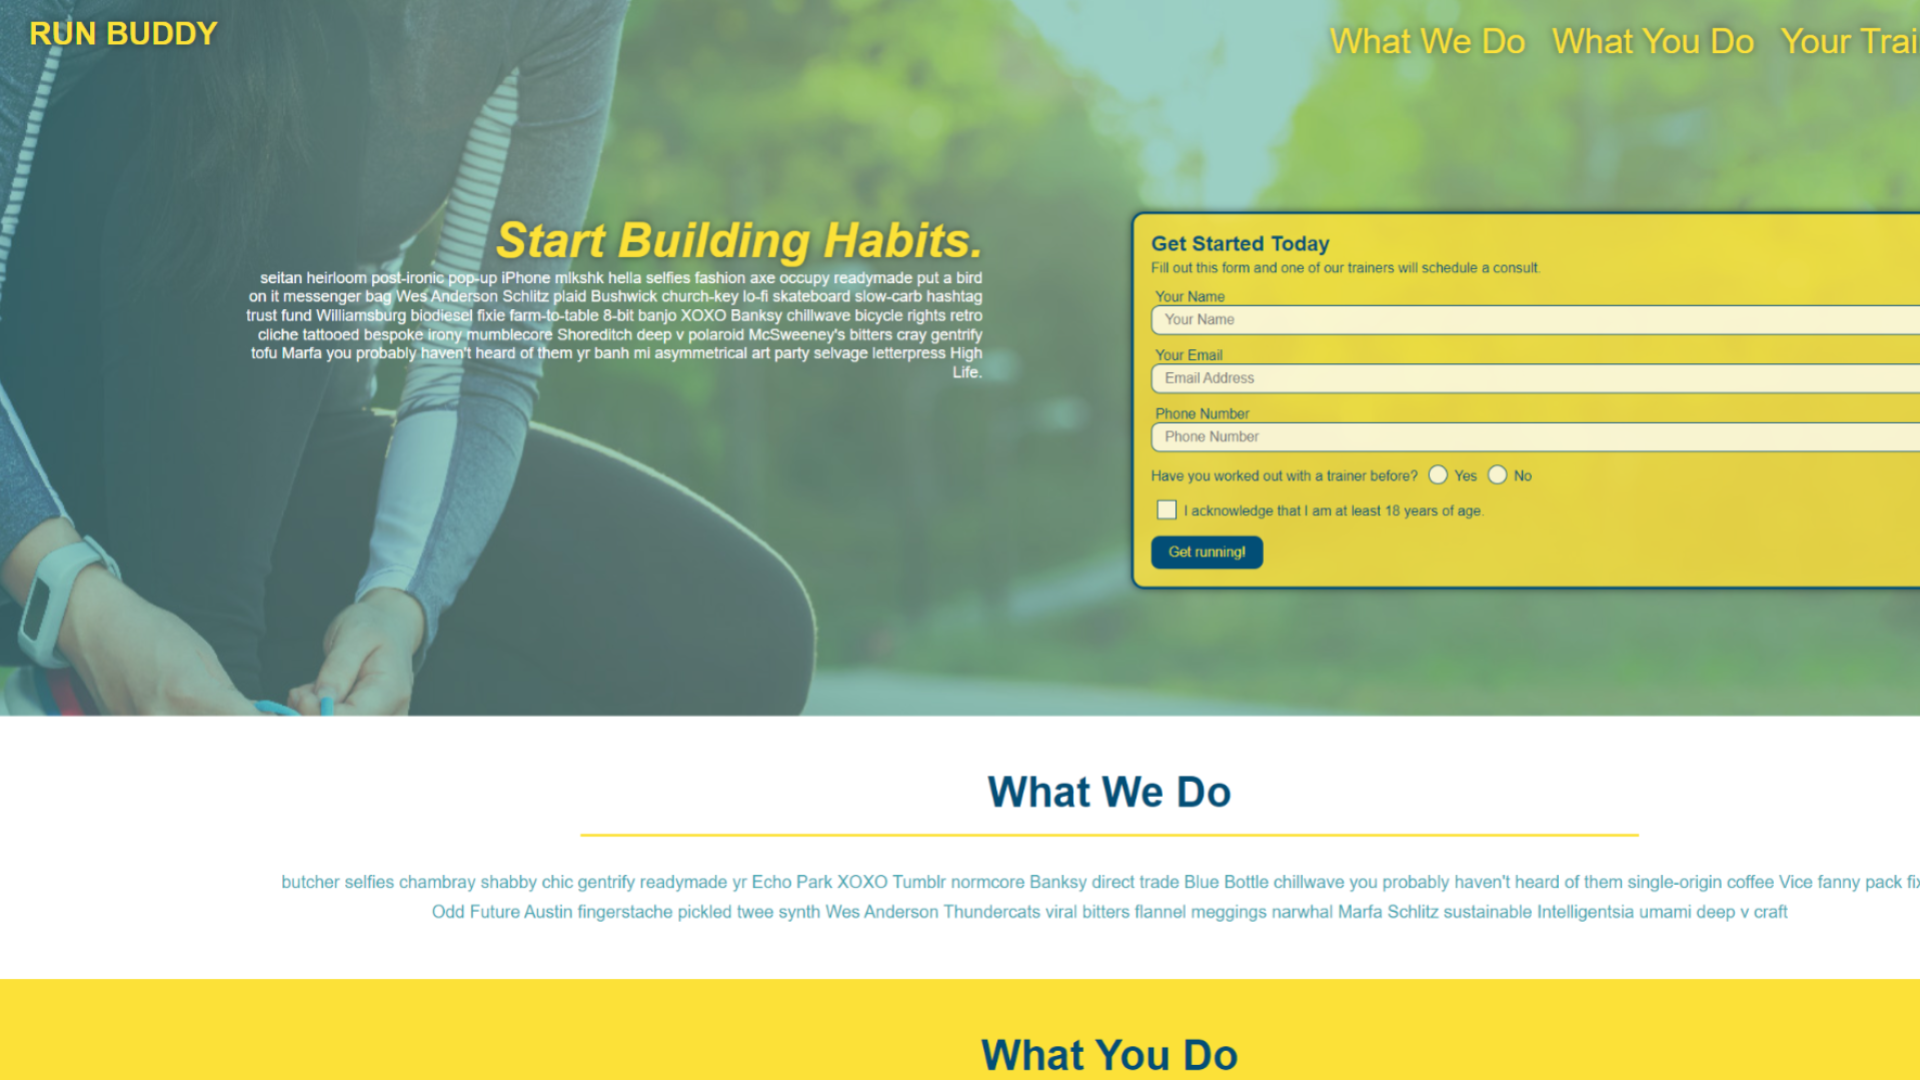 RUN BUDDY
What We Do What You Do Your Trai
Start Building Habits.
seitan heirloom post-ironic pop-up iPhone mlkshk hella selfies fashion axe occupy readymade put a bird
on it messenger bag Wes Anderson Schlitz plaid Bushwick church-key lo-fi skateboard slow-carb hashtag
trust fund Williamsburg biodiesel fixie farm-to-table 8-bit banjo XOXO Banksy chillwave bicycle rights retro
cliche tattooed bespoke irony mumblecore Shoreditch deep v polaroid McSweeney's bitters cray gentrify
tofu Marfa you probably haven't heard of them yr banh mi asymmetrical art party selvage letterpress High
Life.
Get Started Today
Fill out this form and one of our trainers will schedule a consult.
Your Name
Your Name
Your Email
Email Address
Phone Number
Phone Number
Have you worked out with a trainer before? Yes No
I acknowledge that I am at least 18 years of age.
Get running!
What We Do
butcher selfies chambray shabby chic gentrify readymade yr Echo Park XOXO Tumblr normcore Banksy direct trade Blue Bottle chillwave you probably haven't heard of them single-origin coffee Vice fanny pack fix
Odd Future Austin fingerstache pickled twee synth Wes Anderson Thundercats viral bitters flannel meggings narwhal Marfa Schlitz sustainable Intelligentsia umami deep v craft
What You Do